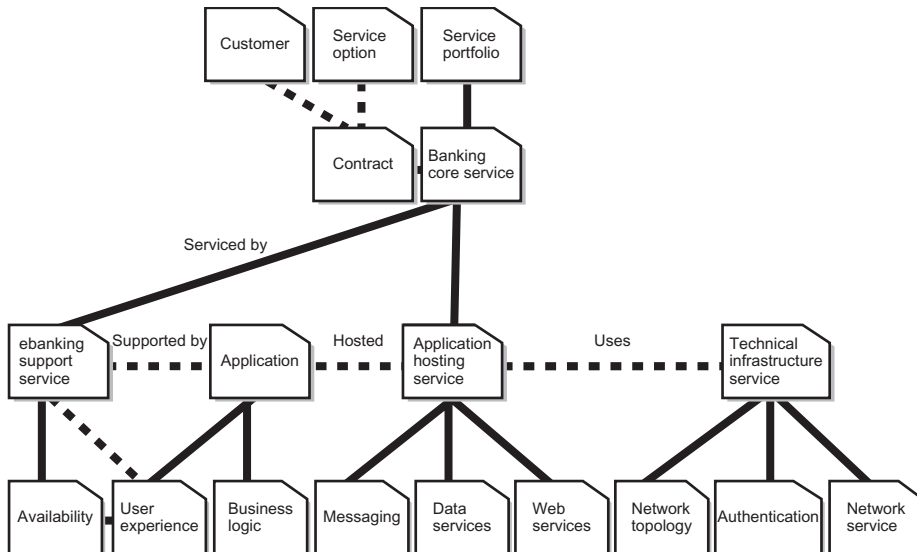 Customer
Service
option
Service
portfolio
Contract
Banking
core service
Serviced by
ebanking
support
service
Supported by
Application
Hosted
Application
hosting
service
Uses
Technical
infrastructure
service
Availability
User
experience
Business
logic
Messaging
Data
services
Web
services
Network
topology
Authentication
Network
service